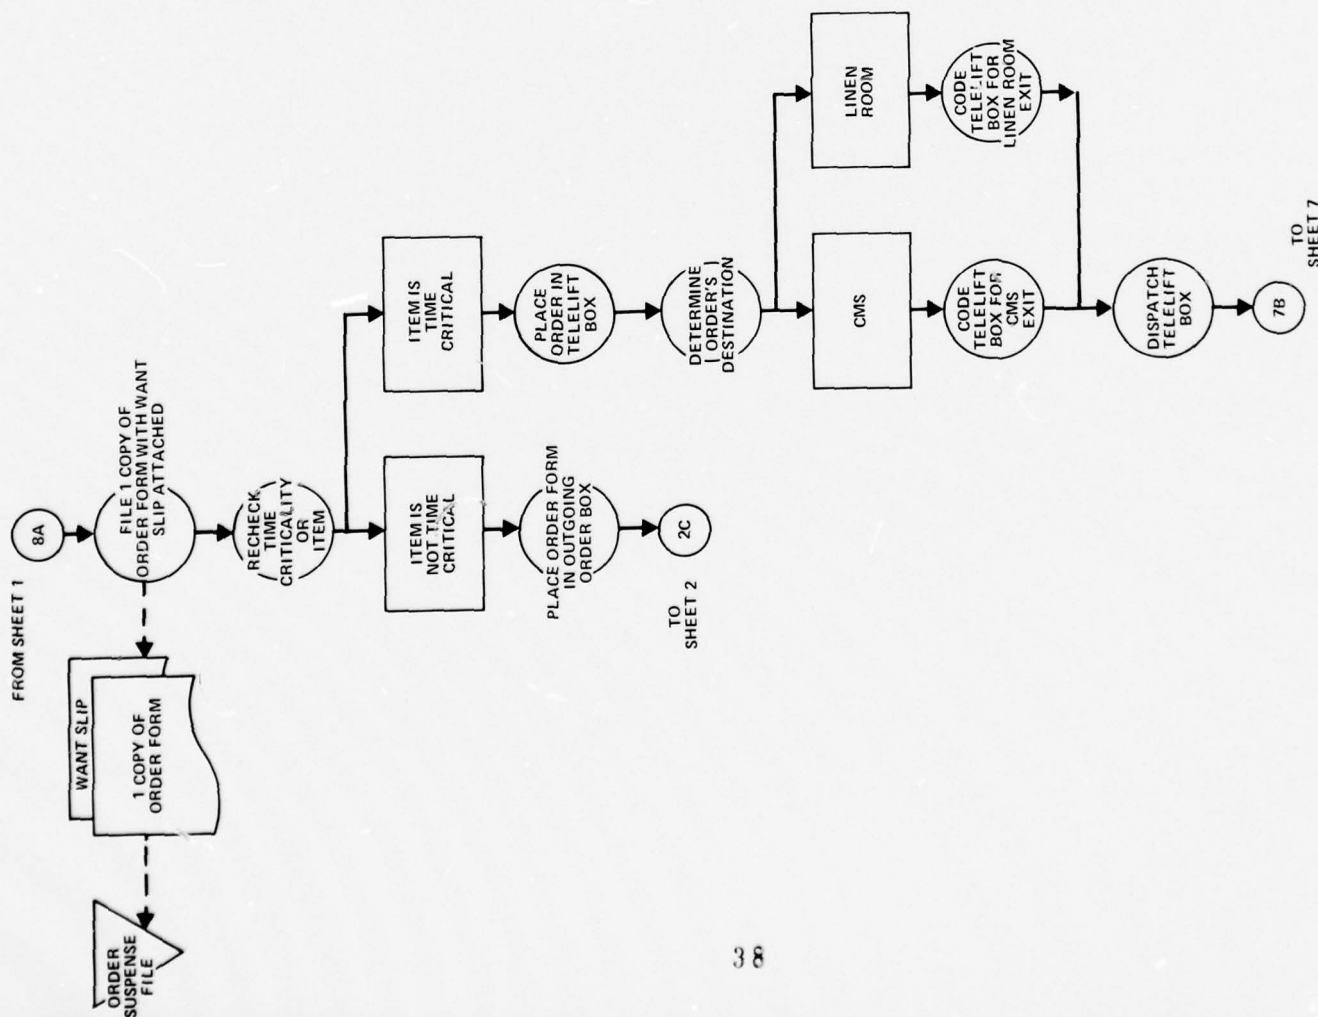 FROM SHEET 1
8A
FILE 1 COPY OF
ORDER FORM WITH WANT
SLIP ATTACHED
WANT SLIP
1 COPY OF
ORDER FORM
ORDER
SUSPENSE
FILE
RECHECK
TIME
CRITICALITY
OR
ITEM
ITEM IS
NOT TIME
CRITICAL
PLACE ORDER FORM
IN OUTGOING
ORDER BOX
2C
TO
SHEET 2
ITEM IS
TIME
CRITICAL
PLACE
ORDER IN
TELELIFT
BOX
DETERMINE
ORDER'S
DESTINATION
CMS
CODE
TELELIFT
BOX FOR
CMS
EXIT
LINEN
ROOM
CODE
TELELIFT
BOX FOR
LINEN ROOM
EXIT
DISPATCH
TELELIFT
BOX
7B
TO
SHEET 7
38